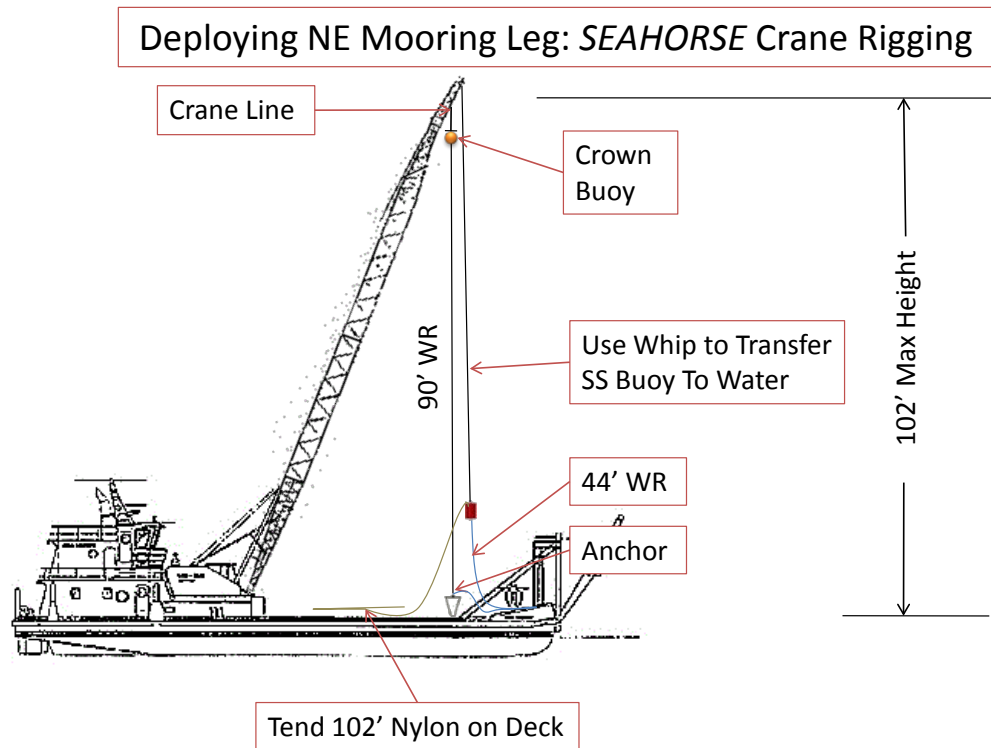 Deploying NE Mooring Leg: SEAHORSE Crane Rigging
Crane Line
Crown
Buoy
90’ WR
102’ Max Height
Use Whip to Transfer
SS Buoy To Water
44’ WR
Anchor
Tend 102’ Nylon on Deck